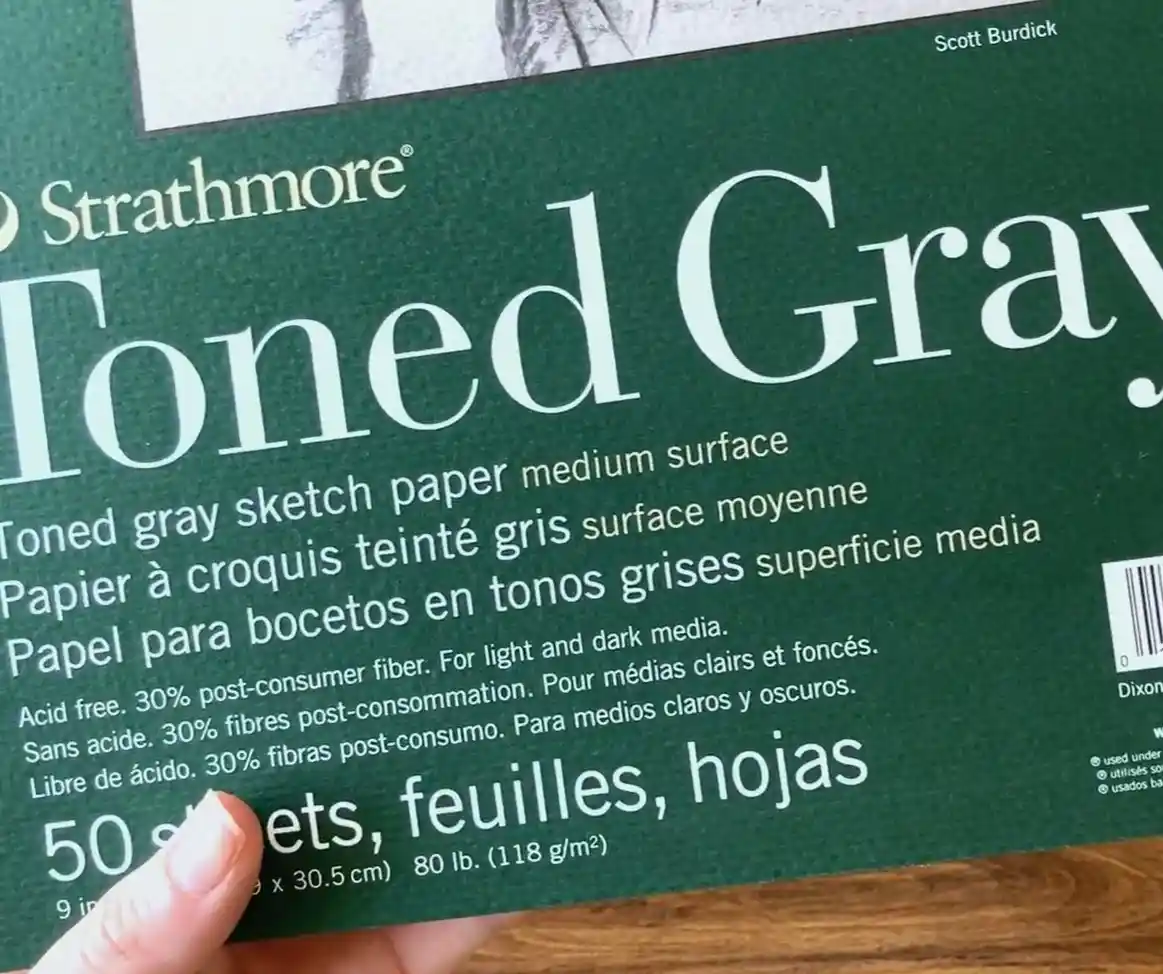 Scott Burdick
Strathmore®
Toned Gray
Toned gray sketch paper medium surface
Papier à croquis teinté gris surface moyenne
Papel para bocetos en tonos grises superficie media
Acid free. 30% post-consumer fiber. For light and dark media.
Sans acide. 30% fibres post-consommation. Pour médias clairs et foncés.
Libre de ácido. 30% fibras post-consumo. Para medios claros y oscuros.
50 feuilles, hojas
9 x 30.5 cm) 80 lb. (118 g/m²)
0
Dixon
® used under
® utilisés
® usados